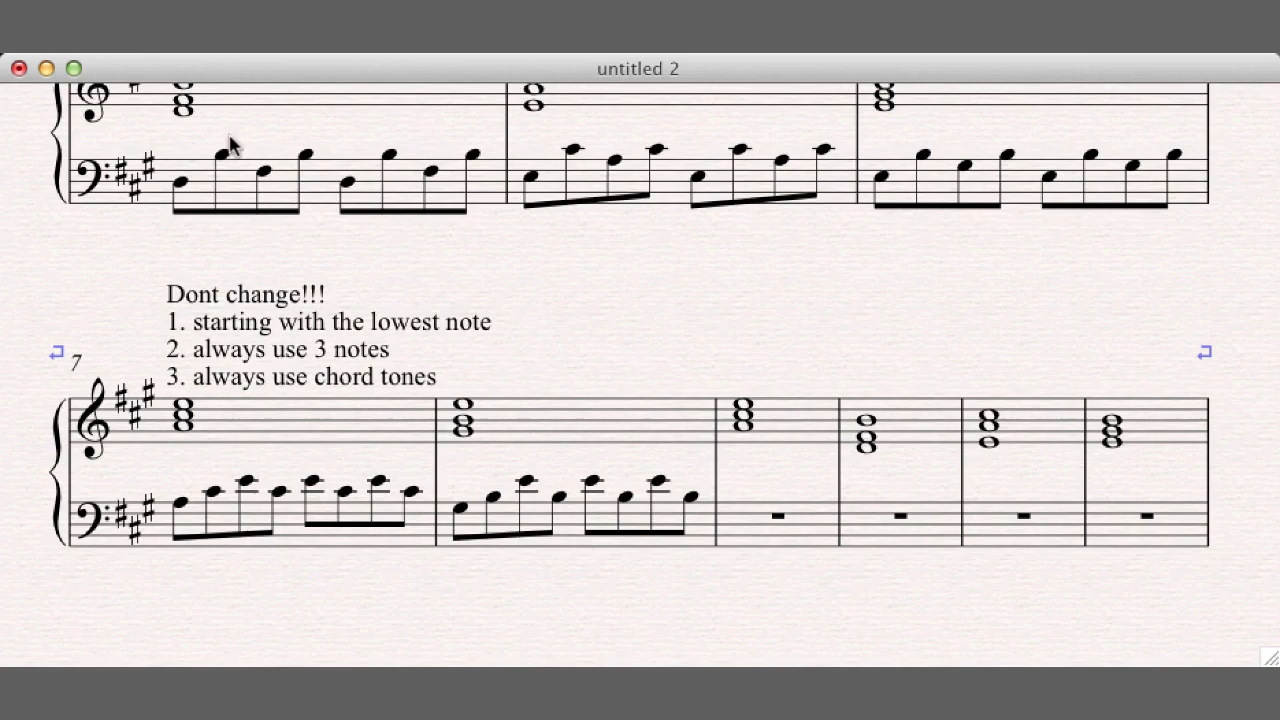 untitled 2
Dont change!!!
1. starting with the lowest note
2. always use 3 notes
3. always use chord tones
7